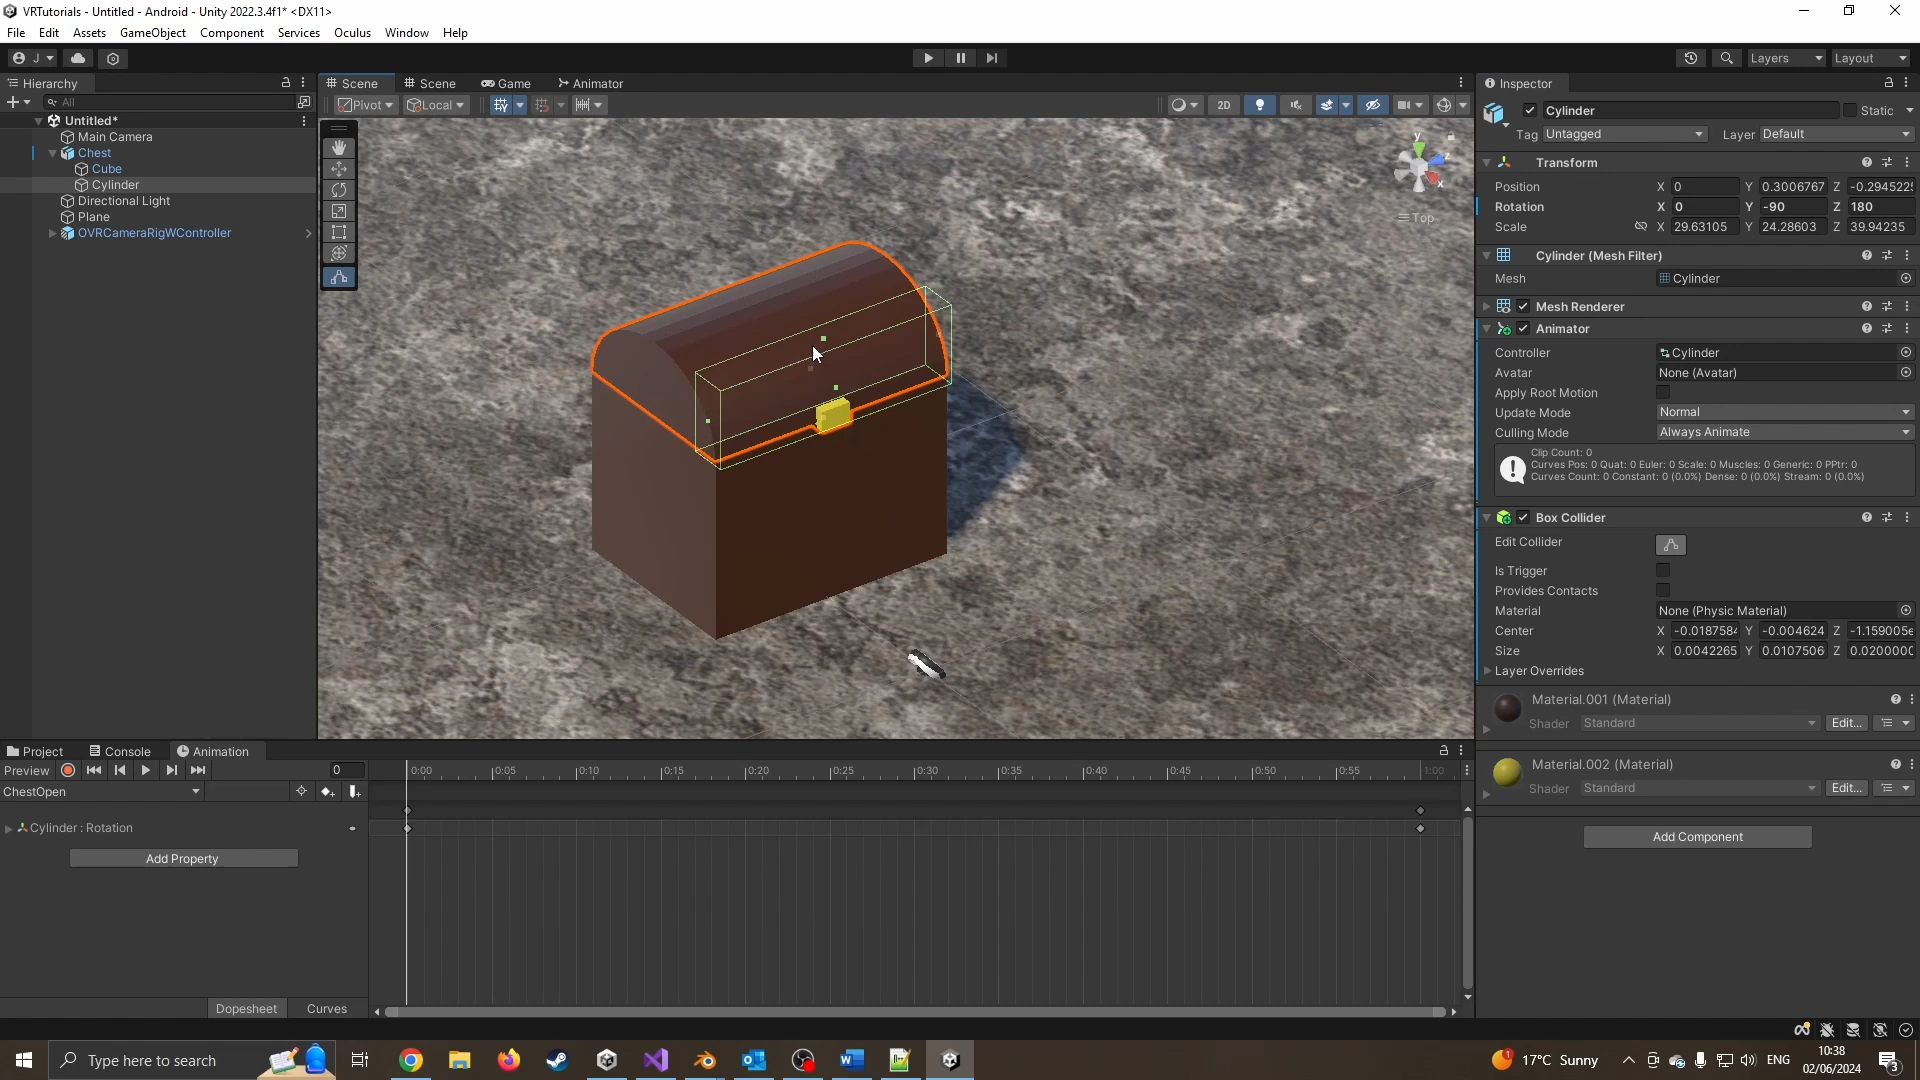 VRTutorials - Untitled - Android - Unity 2022.3.4f1* <DX11>
File Edit Assets GameObject Component Services Oculus Window Help
J Layers Layout
Hierarchy Scene Scene Game Animator Inspector
All Pivot Local 2D Cylinder Static
Untitled*
Main Camera
Chest
Cube
Cylinder
Directional Light
Plane
OVRCameraRigWController
y
z
x
Top
Tag Untagged Layer Default
Transform
Position X 0 Y 0.3006767 Z -0.2945225
Rotation X 0 Y -90 Z 180
Scale X 29.63105 Y 24.28603 Z 39.94235
Cylinder (Mesh Filter)
Mesh Cylinder
Mesh Renderer
Animator
Controller Cylinder
Avatar None (Avatar)
Apply Root Motion
Update Mode Normal
Culling Mode Always Animate
Clip Count: 0
Curves Pos: 0 Quat: 0 Euler: 0 Scale: 0 Muscles: 0 Generic: 0 PPtr: 0
Curves Count: 0 Constant: 0 (0.0%) Dense: 0 (0.0%) Stream: 0 (0.0%)
Box Collider
Edit Collider
Is Trigger
Provides Contacts
Material None (Physic Material)
Center X -0.018758 Y -0.004624 Z -1.159005e
Size X 0.0042265 Y 0.0107506 Z 0.0200000
Layer Overrides
Material.001 (Material)
Shader Standard Edit...
Material.002 (Material)
Shader Standard Edit...
Add Component
Project Console Animation
Preview 0 0:00 0:05 0:10 0:15 0:20 0:25 0:30 0:35 0:40 0:45 0:50 0:55 1:00
ChestOpen
Cylinder : Rotation
Add Property
Dopesheet Curves
Type here to search
17°C Sunny ENG
10:38
02/06/2024
3